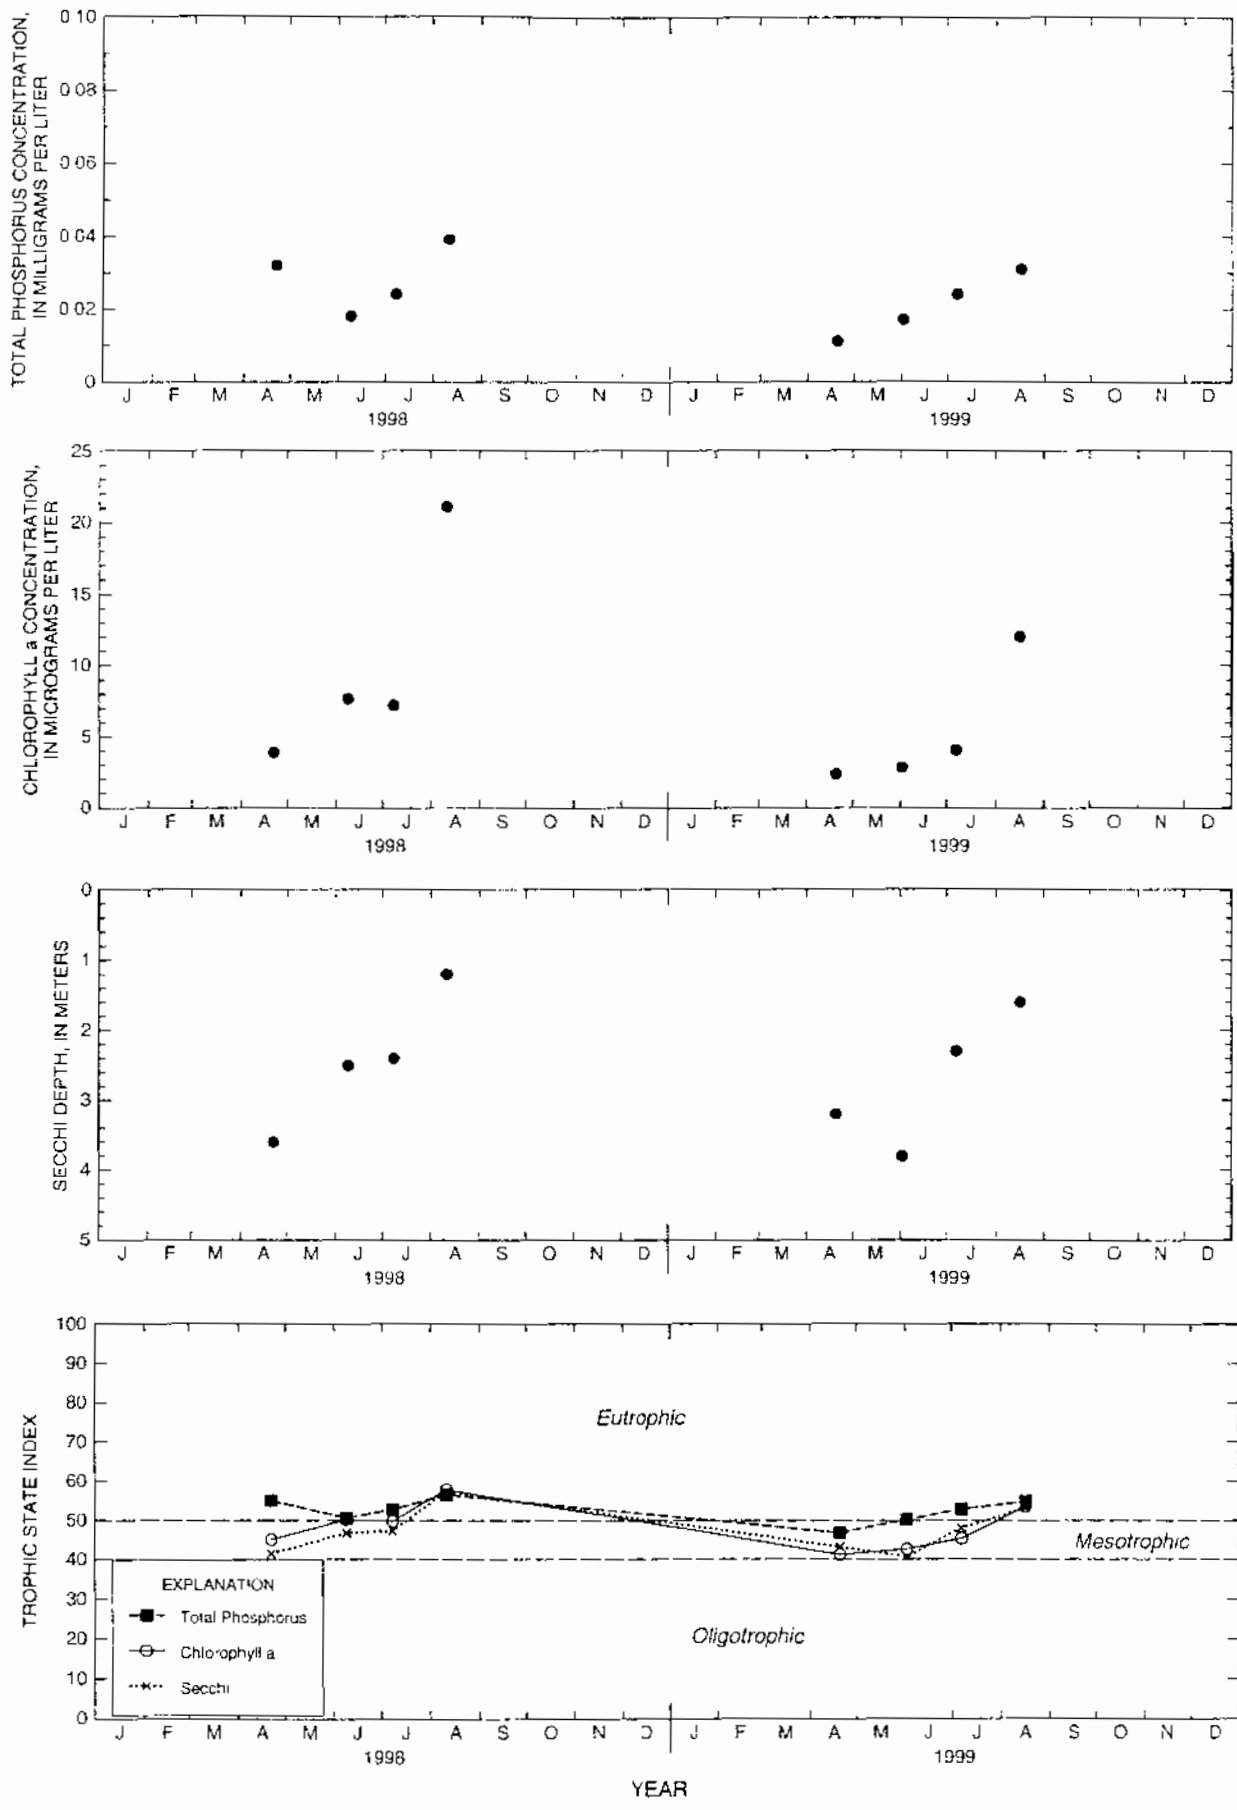 TOTAL PHOSPHORUS CONCENTRATION,
IN MILLIGRAMS PER LITER
0 10
0 08
0 06
0 04
0 02
0
J F M A M J J A S O N D J F M A M J J A S O N D
1998 1999
CHLOROPHYLL a CONCENTRATION,
IN MICROGRAMS PER LITER
25
20
15
10
5
0
J F M A M J J A S O N D J F M A M J J A S O N D
1998 1999
SECCHI DEPTH, IN METERS
0
1
2
3
4
5
J F M A M J J A S O N D J F M A M J J A S O N D
1998 1999
TROPHIC STATE INDEX
100
90
80
70
60
50
40
30
20
10
0
Eutrophic
Mesotrophic
Oligotrophic
EXPLANATION
Total Phosphorus
Chlorophyll a
Secchi
J F M A M J J A S O N D J F M A M J J A S O N D
1998 1999
YEAR